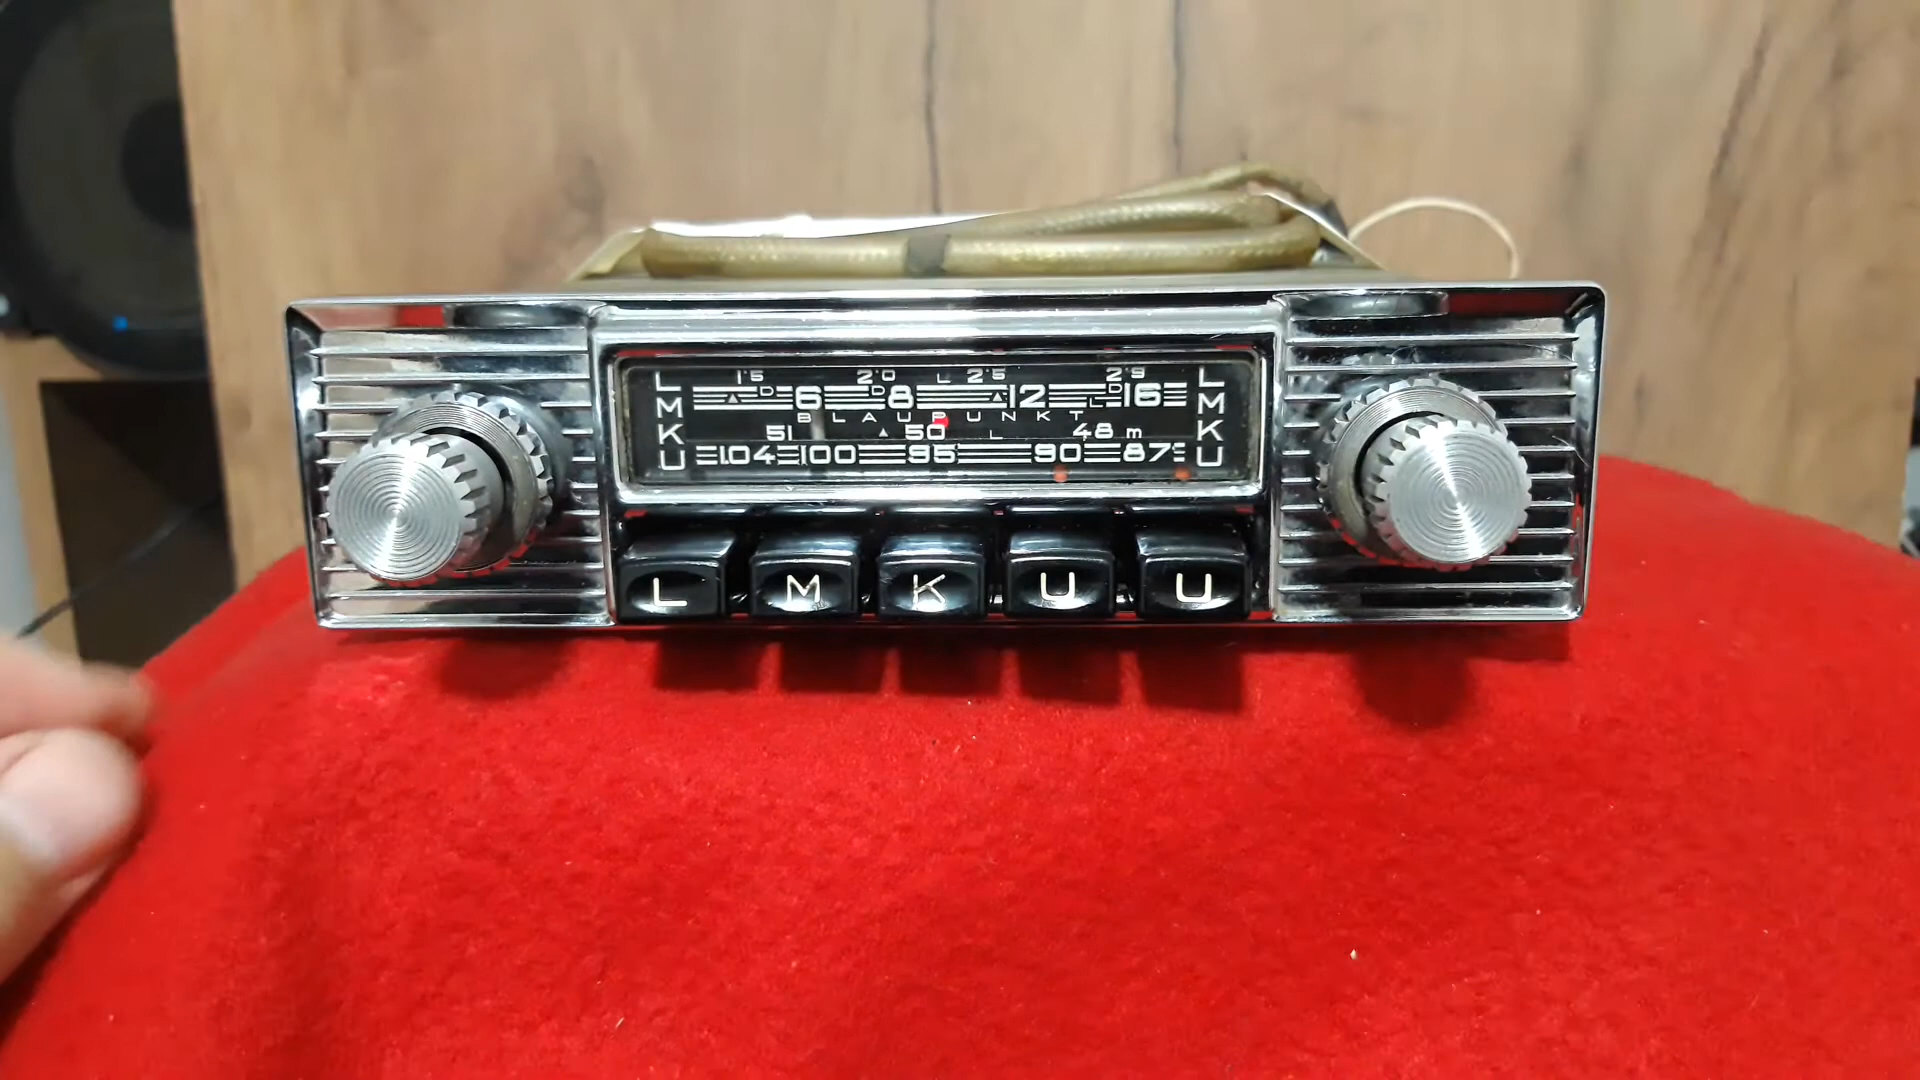 L 1'5 2'0 L 2'5 2'9 L
M D 6 D 8 12 L D 16 M
BLAUPUNKT
K 51 50 L 48 m K
U 104 100 95 90 87 U
L M K U U